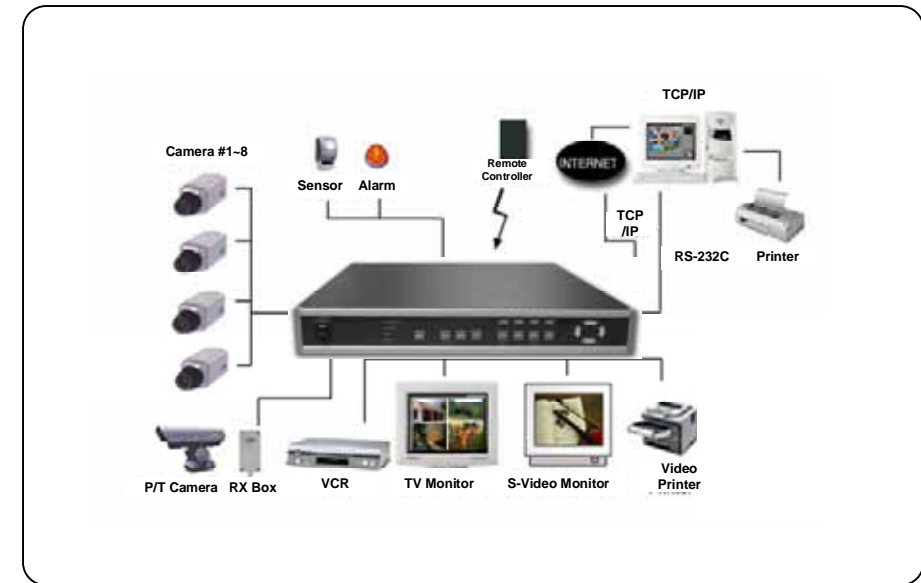 TCP/IP
Camera #1~8
Sensor
Alarm
Remote
Controller
INTERNET
TCP
/IP
RS-232C
Printer
P/T Camera
RX Box
VCR
TV Monitor
S-Video Monitor
Video
Printer